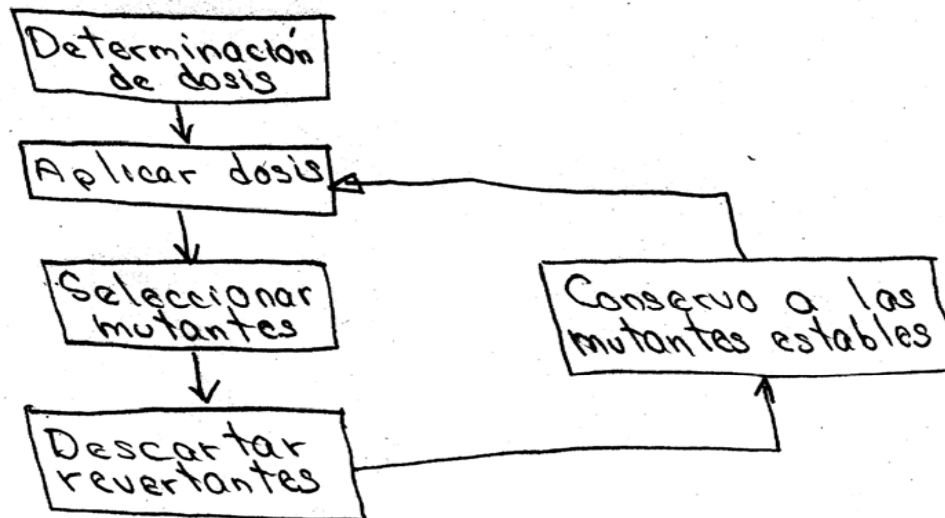 Determinación
de dosis
Aplicar dosis
Seleccionar
mutantes
Descartar
revertantes
Conservo a las
mutantes estables